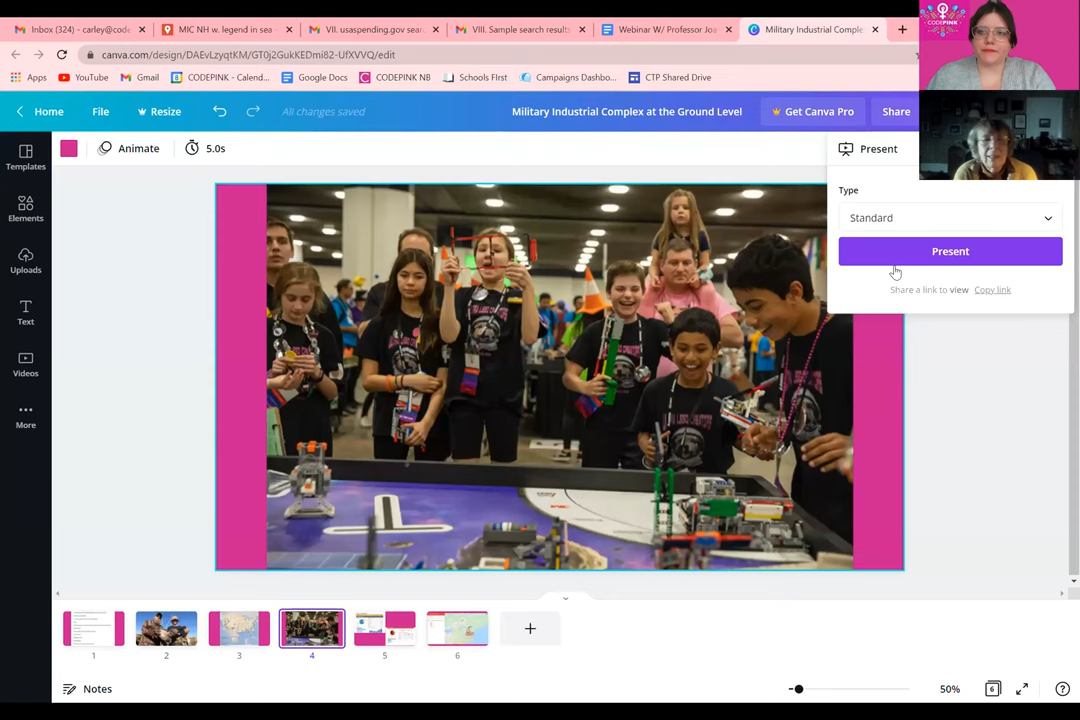 Inbox (324) - carley@code
MIC NH w. legend in sea
VII. usaspending.gov sear
VIII. Sample search results
Webinar W/ Professor Joa
Military Industrial Comple
CODEPINK
canva.com/design/DAEvLzyqtKM/GT0j2GukKEDmi82-UfXVVQ/edit
Apps
YouTube
Gmail
CODEPINK - Calend...
Google Docs
CODEPINK NB
Schools FIrst
Campaigns Dashbo...
CTP Shared Drive
Home
File
Resize
All changes saved
Military Industrial Complex at the Ground Level
Get Canva Pro
Share
Templates
Elements
Uploads
Text
Videos
More
Animate
5.0s
Present
Type
Standard
Present
Share a link to view Copy link
1
2
3
4
5
6
Notes
50%
6